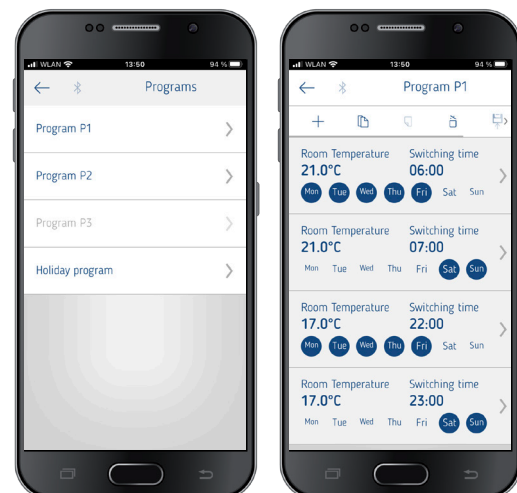 WLAN 13:50 94 %
Programs
Program P1
Program P2
Program P3
Holiday program
WLAN 13:50 94 %
Program P1
Room Temperature Switching time
21.0°C 06:00
Mon Tue Wed Thu Fri Sat Sun
Room Temperature Switching time
21.0°C 07:00
Mon Tue Wed Thu Fri Sat Sun
Room Temperature Switching time
17.0°C 22:00
Mon Tue Wed Thu Fri Sat Sun
Room Temperature Switching time
17.0°C 23:00
Mon Tue Wed Thu Fri Sat Sun